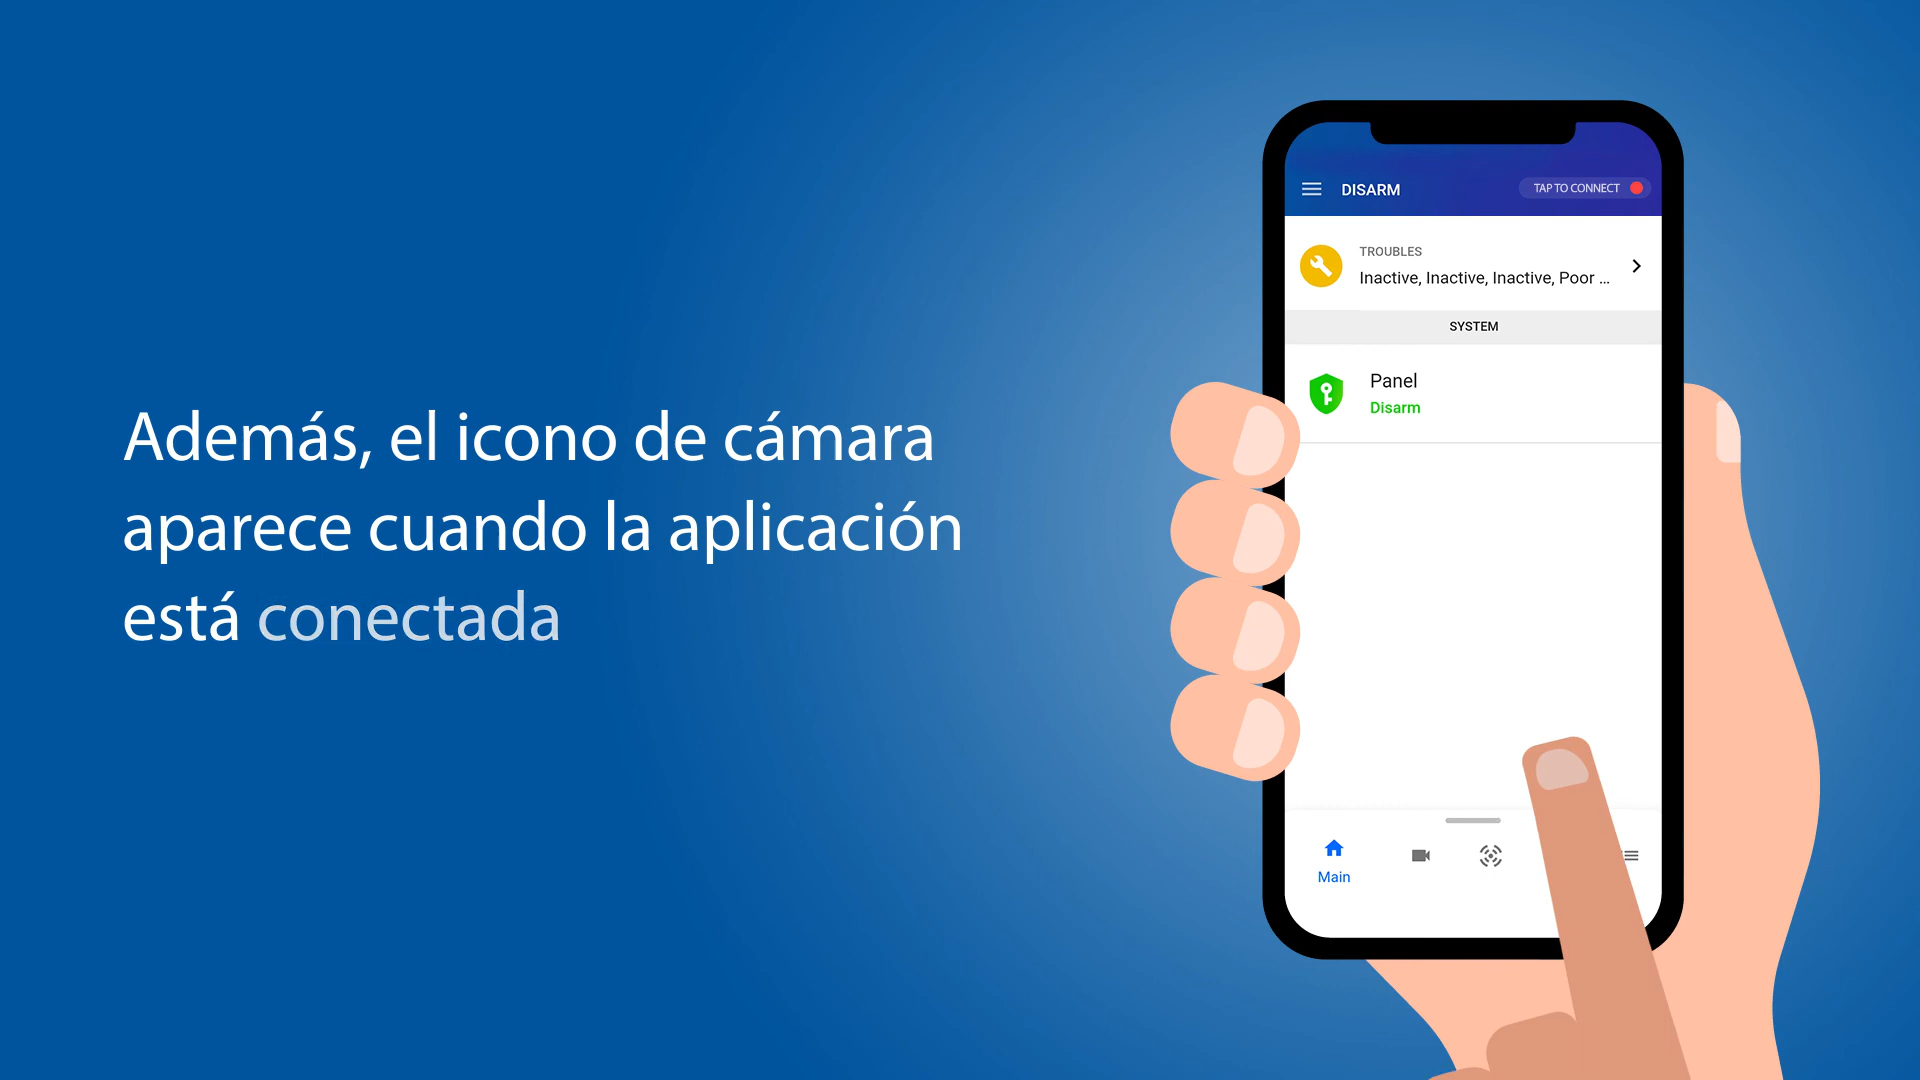 Además, el icono de cámara
aparece cuando la aplicación
está conectada
DISARM
TAP TO CONNECT
TROUBLES
Inactive, Inactive, Inactive, Poor ...
SYSTEM
Panel
Disarm
Main